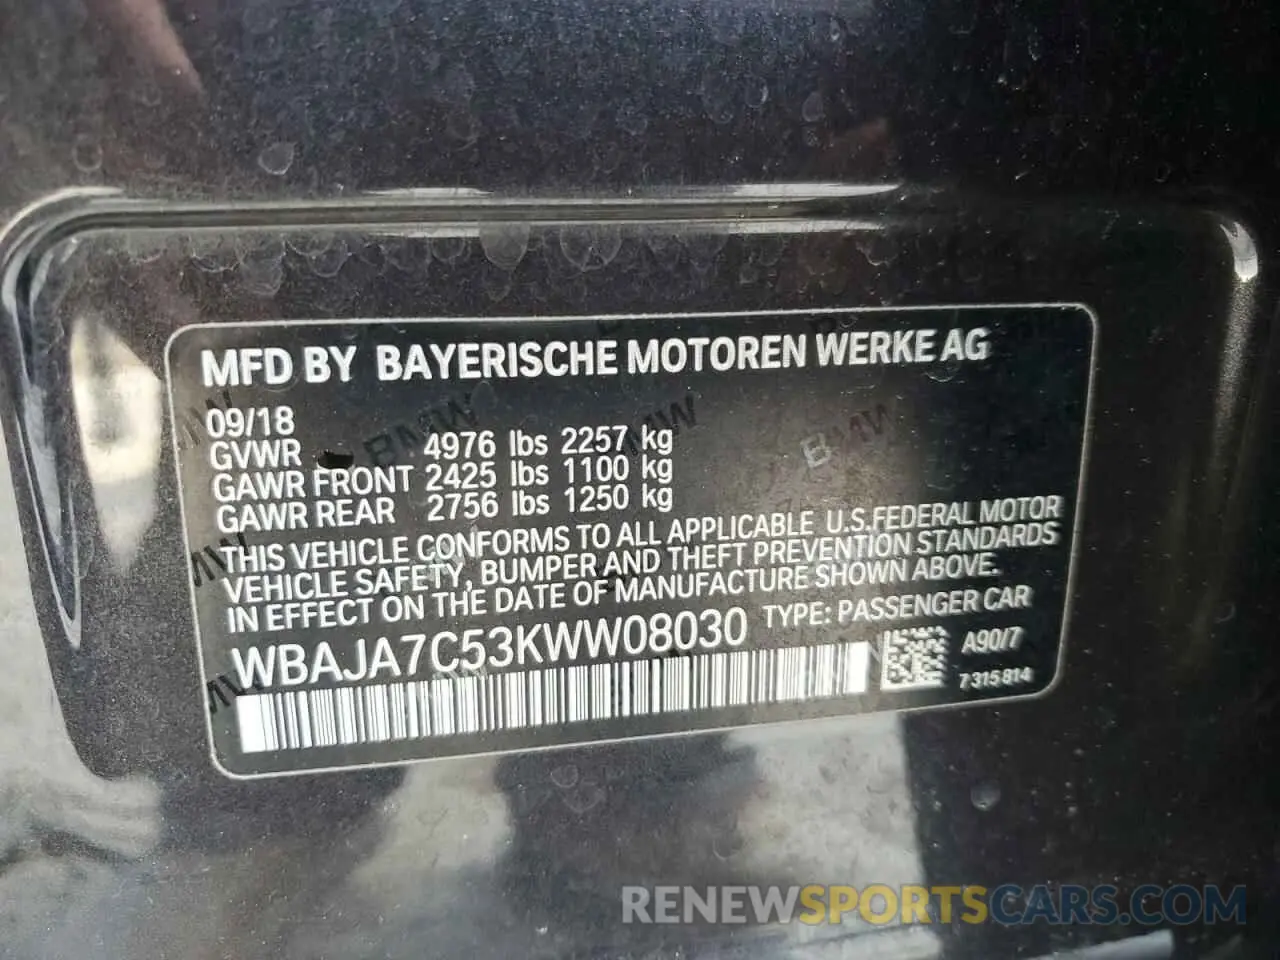 MFD BY BAYERISCHE MOTOREN WERKE AG
09/18
GVWR 4976 lbs 2257 kg
GAWR FRONT 2425 lbs 1100 kg
GAWR REAR 2756 lbs 1250 kg
THIS VEHICLE CONFORMS TO ALL APPLICABLE U.S.FEDERAL MOTOR
VEHICLE SAFETY, BUMPER AND THEFT PREVENTION STANDARDS
IN EFFECT ON THE DATE OF MANUFACTURE SHOWN ABOVE.
WBAJA7C53KWW08030 TYPE: PASSENGER CAR
A90/7
7315814
RENEWSPORTSCARS.COM